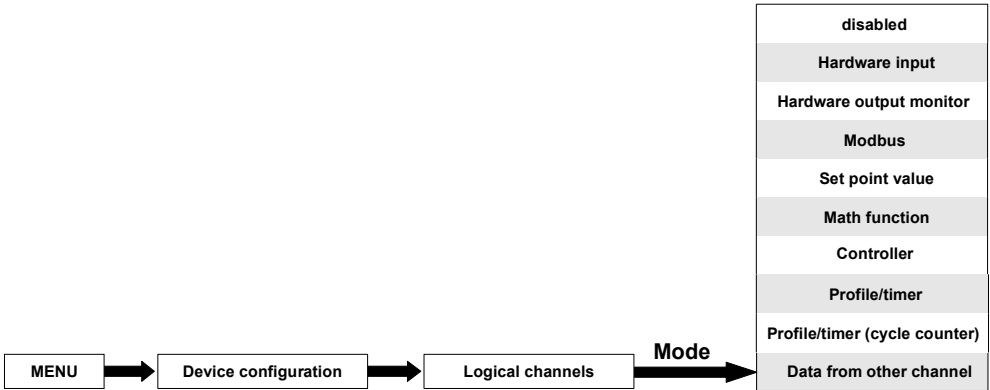 disabled
Hardware input
Hardware output monitor
Modbus
Set point value
Math function
Controller
Profile/timer
Profile/timer (cycle counter)
Data from other channel
MENU
Device configuration
Logical channels
Mode